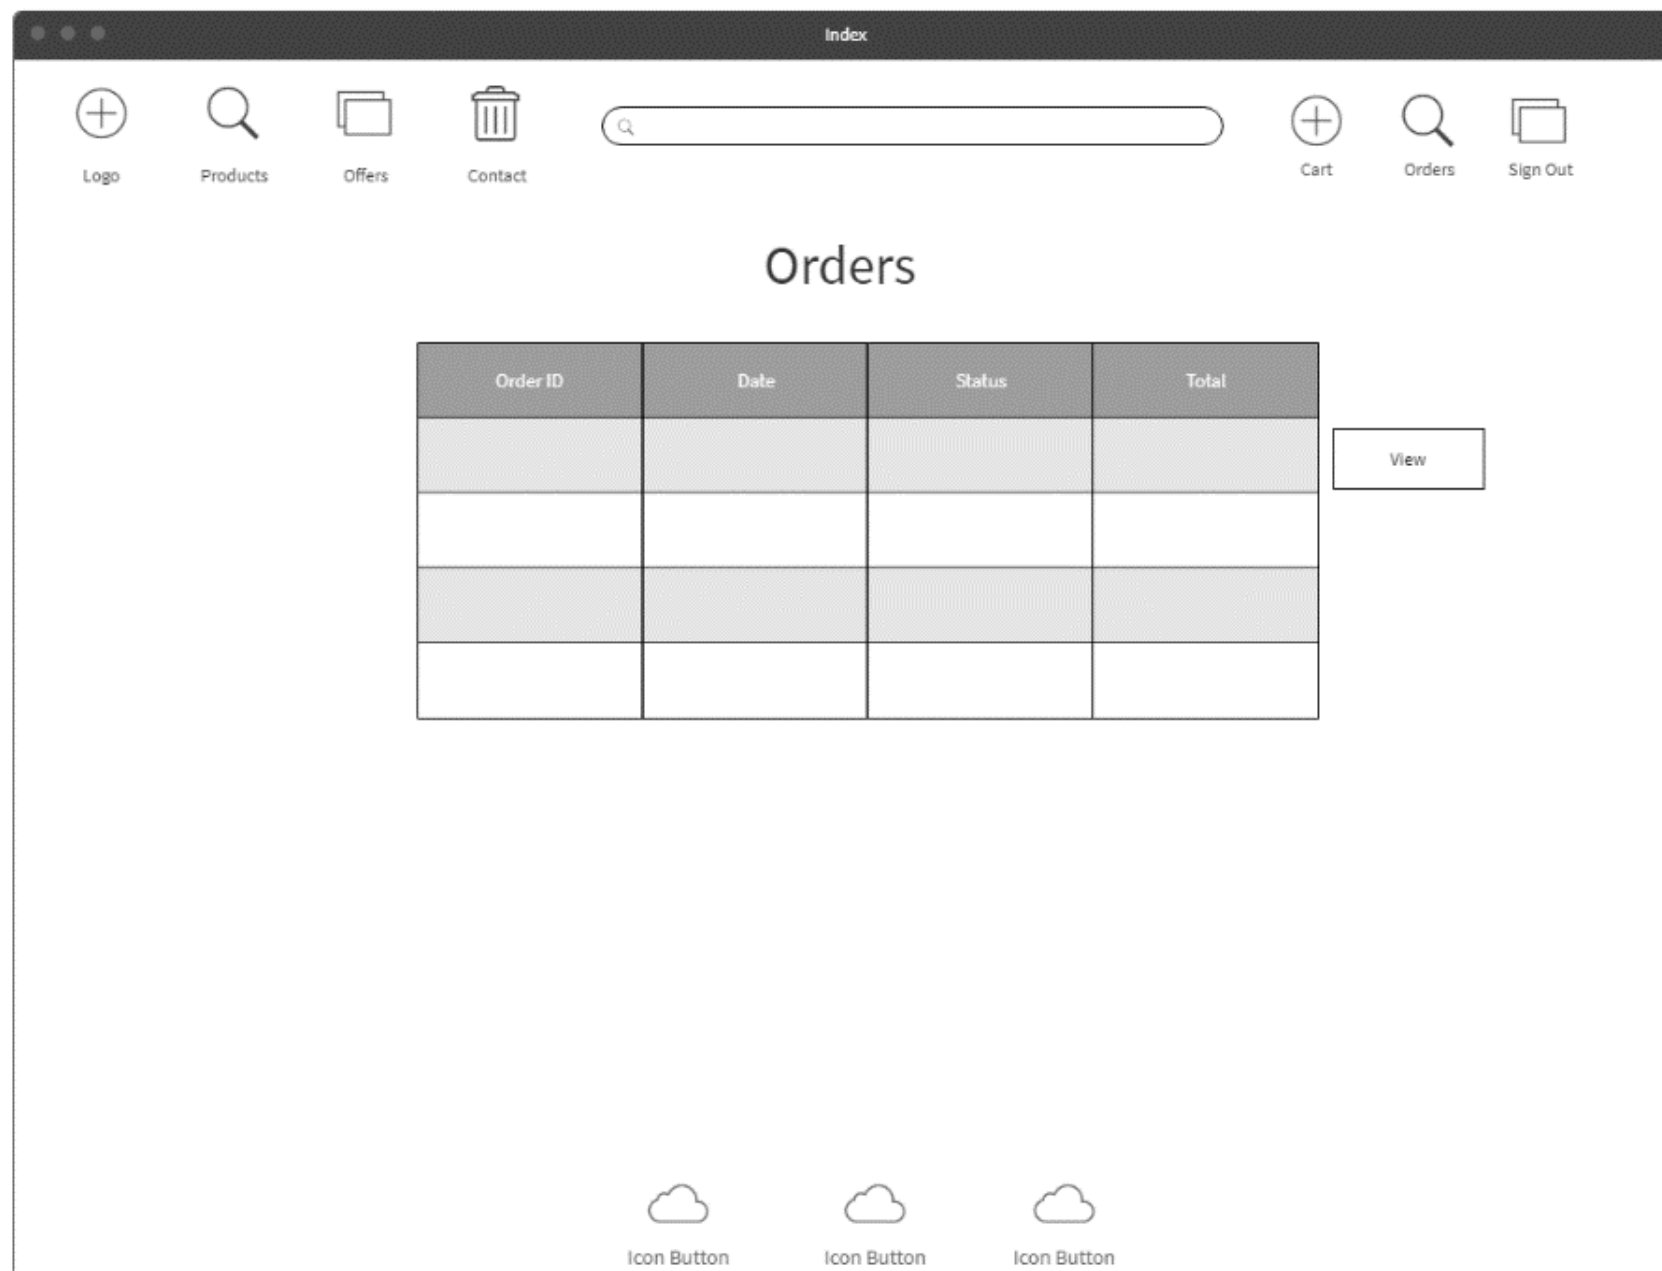 Index
Logo Products Offers Contact
Cart Orders Sign Out
Orders
Order ID Date Status Total
View
Icon Button Icon Button Icon Button